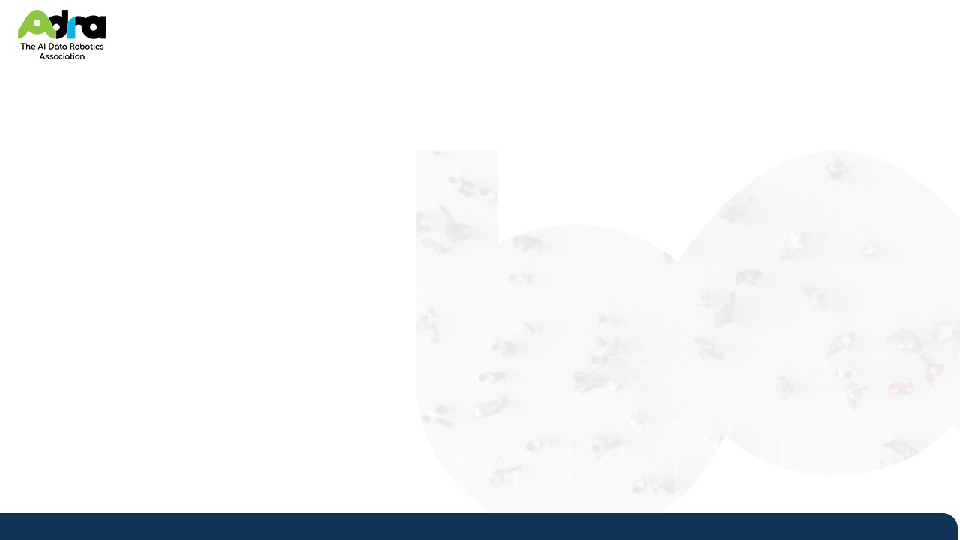 Adra
The AI Data Robotics
Association